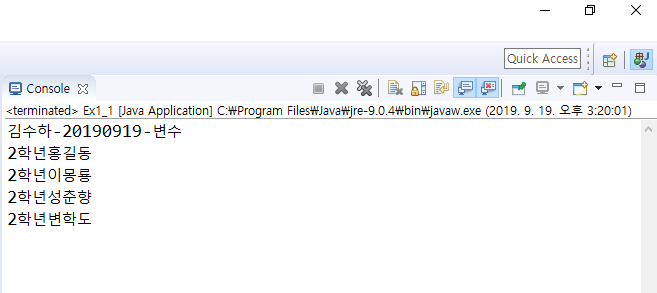 Quick Access
Console
<terminated> Ex1_1 [Java Application] C:₩Program Files₩Java₩jre-9.0.4₩bin₩javaw.exe (2019. 9. 19. 오후 3:20:01)
김수하-20190919-변수
2학년홍길동
2학년이몽룡
2학년성춘향
2학년변학도